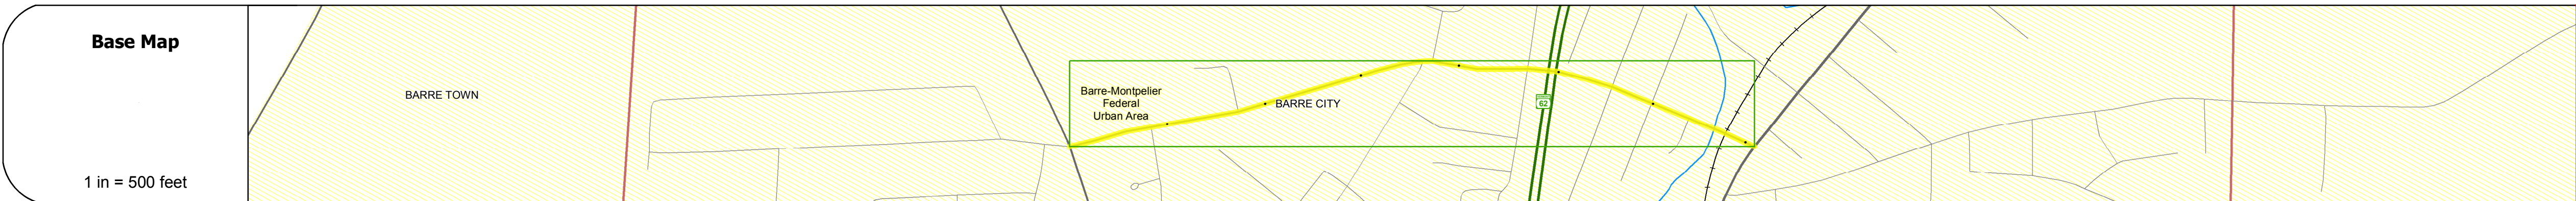 Base Map
1 in = 500 feet
BARRE TOWN
Barre-Montpelier
Federal
Urban Area
BARRE CITY
62